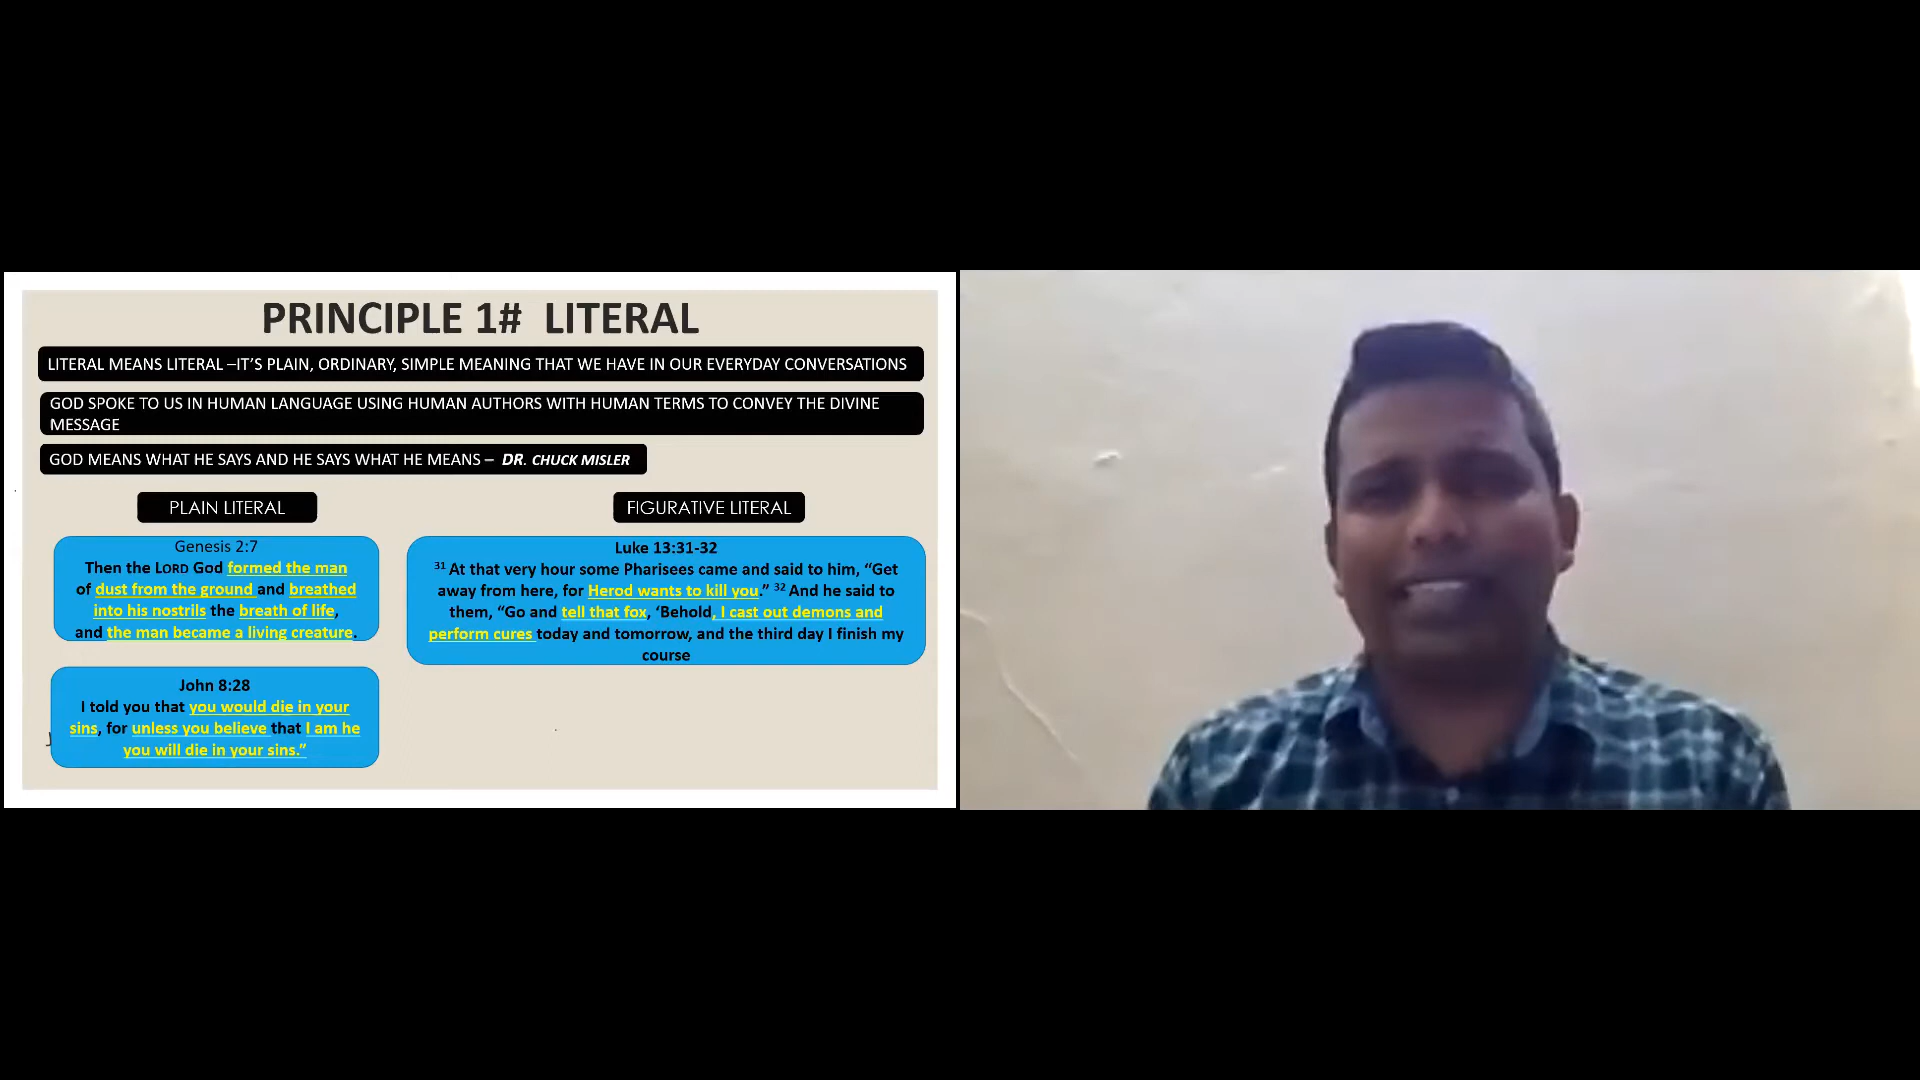 PRINCIPLE 1# LITERAL
LITERAL MEANS LITERAL –IT'S PLAIN, ORDINARY, SIMPLE MEANING THAT WE HAVE IN OUR EVERYDAY CONVERSATIONS
GOD SPOKE TO US IN HUMAN LANGUAGE USING HUMAN AUTHORS WITH HUMAN TERMS TO CONVEY THE DIVINE
MESSAGE
GOD MEANS WHAT HE SAYS AND HE SAYS WHAT HE MEANS – DR. CHUCK MISLER
PLAIN LITERAL
Genesis 2:7
Then the LORD God formed the man
of dust from the ground and breathed
into his nostrils the breath of life,
and the man became a living creature.
John 8:28
I told you that you would die in your
sins, for unless you believe that I am he
you will die in your sins.”
FIGURATIVE LITERAL
Luke 13:31-32
31 At that very hour some Pharisees came and said to him, “Get
away from here, for Herod wants to kill you.” 32 And he said to
them, “Go and tell that fox, ‘Behold, I cast out demons and
perform cures today and tomorrow, and the third day I finish my
course